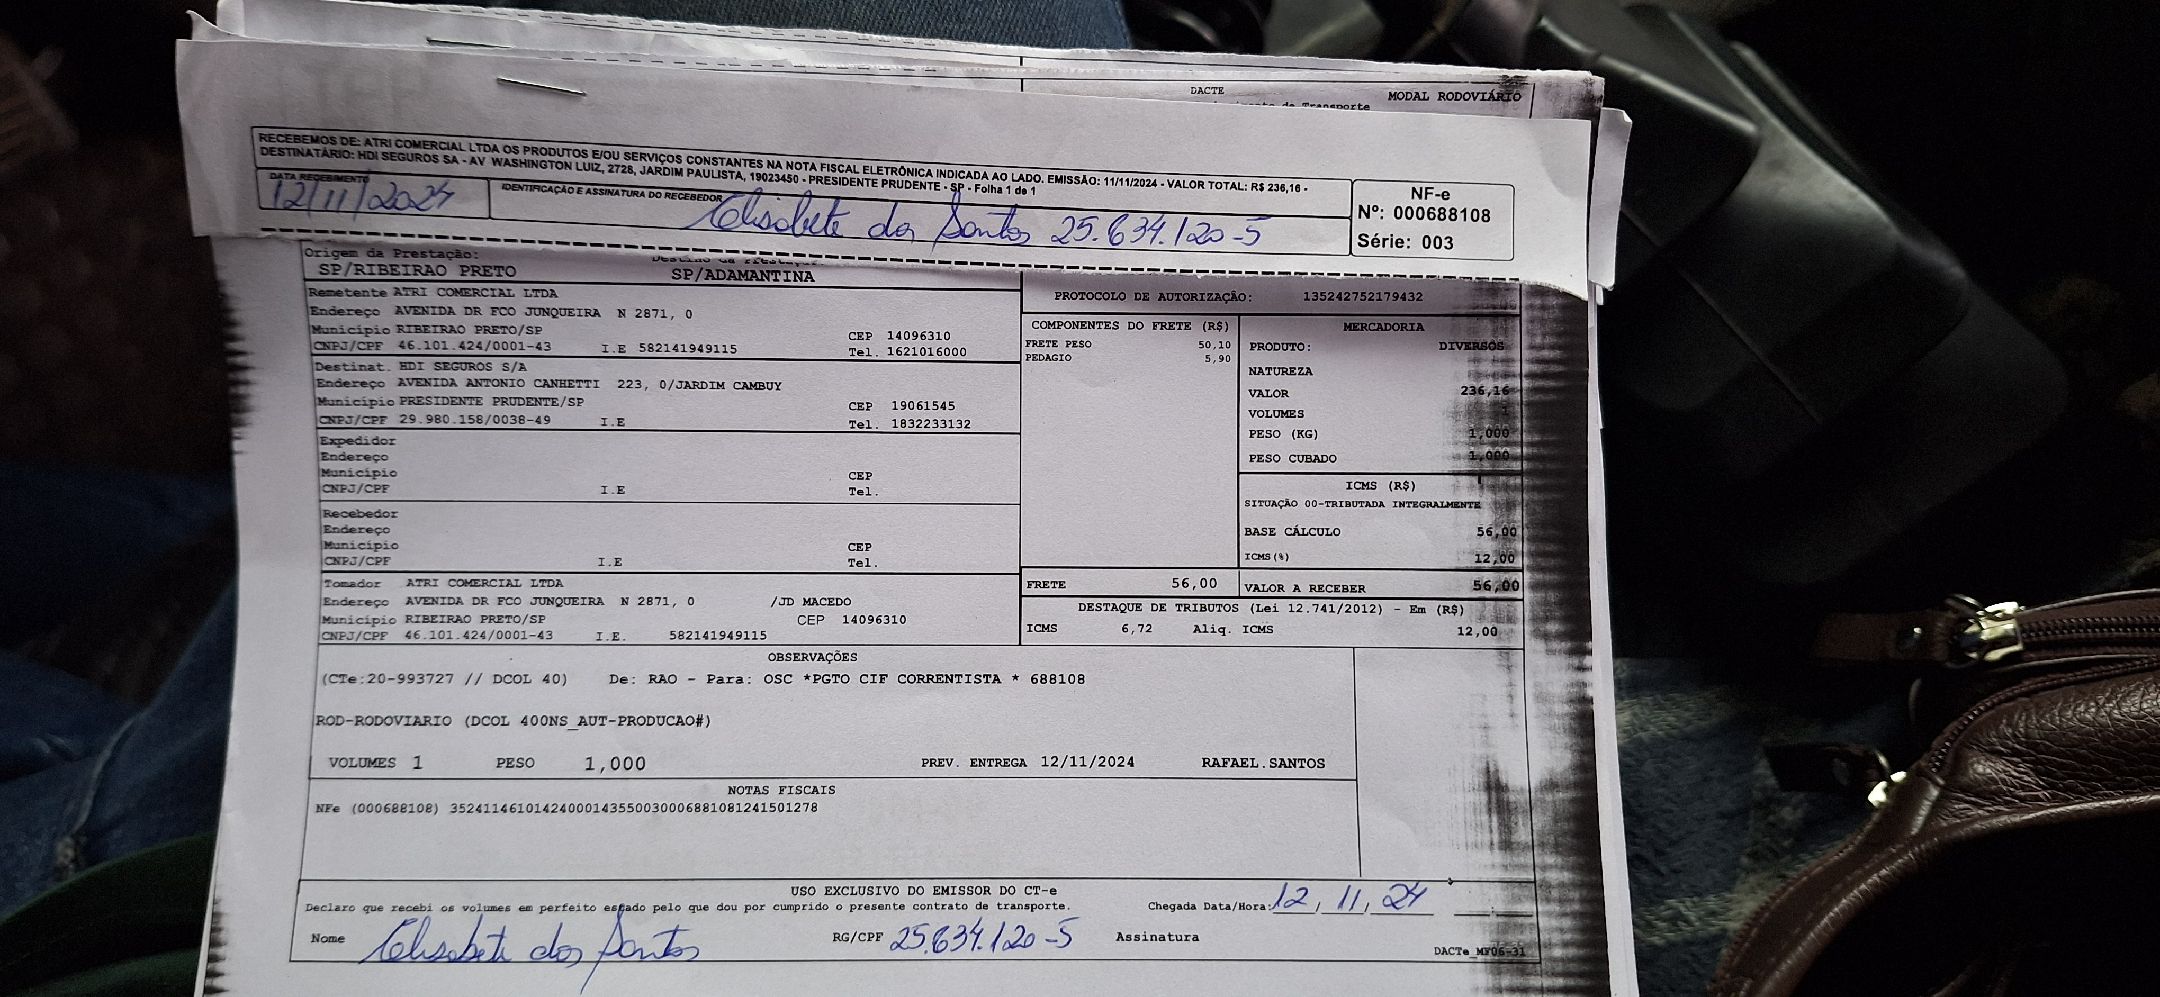 DACTE
MODAL RODOVIÁRIO
de Transporte
RECEBEMOS DE: ATRI COMERCIAL LTDA OS PRODUTOS E/OU SERVIÇOS CONSTANTES NA NOTA FISCAL ELETRÔNICA INDICADA AO LADO. EMISSÃO: 11/11/2024 - VALOR TOTAL: R$ 236,16 -
DESTINATÁRIO: HDI SEGUROS SA - AV WASHINGTON LUIZ, 2728, JARDIM PAULISTA, 19023450 - PRESIDENTE PRUDENTE - SP - Folha 1 de 1
DATA RECEBIMENTO
12/11/2024
IDENTIFICAÇÃO E ASSINATURA DO RECEBEDOR
Elisabete dos Santos 25.634.120-5
NF-e
Nº: 000688108
Série: 003
Origem da Prestação:
SP/RIBEIRAO PRETO
Destino da Prestação:
SP/ADAMANTINA
Remetente ATRI COMERCIAL LTDA
Endereço AVENIDA DR FCO JUNQUEIRA N 2871, 0
Município RIBEIRAO PRETO/SP CEP 14096310
CNPJ/CPF 46.101.424/0001-43 I.E 582141949115 Tel. 1621016000
Destinat. HDI SEGUROS S/A
Endereço AVENIDA ANTONIO CANHETTI 223, 0/JARDIM CAMBUY
Município PRESIDENTE PRUDENTE/SP CEP 19061545
CNPJ/CPF 29.980.158/0038-49 I.E Tel. 1832233132
Expedidor
Endereço
Município CEP
CNPJ/CPF I.E Tel.
Recebedor
Endereço
Município CEP
CNPJ/CPF I.E Tel.
Tomador ATRI COMERCIAL LTDA
Endereço AVENIDA DR FCO JUNQUEIRA N 2871, 0 /JD MACEDO
Município RIBEIRAO PRETO/SP CEP 14096310
CNPJ/CPF 46.101.424/0001-43 I.E. 582141949115
PROTOCOLO DE AUTORIZAÇÃO: 135242752179432
COMPONENTES DO FRETE (R$)
FRETE PESO 50,10
PEDAGIO 5,90
MERCADORIA
PRODUTO: DIVERSOS
NATUREZA
VALOR 236,16
VOLUMES 1
PESO (KG) 1,000
PESO CUBADO 1,000
ICMS (R$)
SITUAÇÃO 00-TRIBUTADA INTEGRALMENTE
BASE CÁLCULO 56,00
ICMS(%) 12,00
FRETE 56,00
VALOR A RECEBER 56,00
DESTAQUE DE TRIBUTOS (Lei 12.741/2012) - Em (R$)
ICMS 6,72 Aliq. ICMS 12,00
OBSERVAÇÕES
(CTe:20-993727 // DCOL 40) De: RAO - Para: OSC *PGTO CIF CORRENTISTA * 688108
ROD-RODOVIARIO (DCOL 400NS_AUT-PRODUCAO#)
VOLUMES 1 PESO 1,000 PREV. ENTREGA 12/11/2024 RAFAEL.SANTOS
NOTAS FISCAIS
NFe (000688108) 35241146101424000143550030006881081241501278
USO EXCLUSIVO DO EMISSOR DO CT-e
Declaro que recebi os volumes em perfeito estado pelo que dou por cumprido o presente contrato de transporte. Chegada Data/Hora: 12, 11, 24
Nome Elisabete dos Santos RG/CPF 25.634.120-5 Assinatura
DACTe_MF06-31